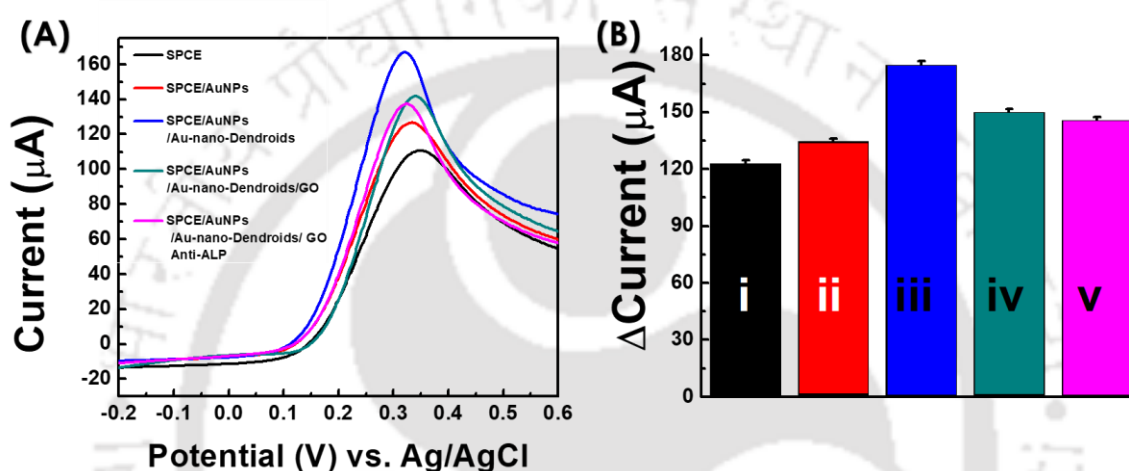 (A)
Current (μA)
160
140
120
100
80
60
40
20
0
-20
SPCE
SPCE/AuNPs
SPCE/AuNPs
/Au-nano-Dendroids
SPCE/AuNPs
/Au-nano-Dendroids/GO
SPCE/AuNPs
/Au-nano-Dendroids/ GO
Anti-ALP
-0.2 -0.1 0.0 0.1 0.2 0.3 0.4 0.5 0.6
Potential (V) vs. Ag/AgCl
(B)
ΔCurrent (μA)
180
150
120
90
60
30
0
i ii iii iv v